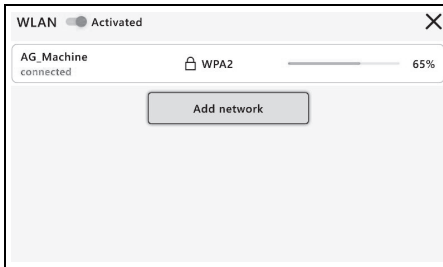 WLAN Activated
AG_Machine
connected
WPA2
65%
Add network